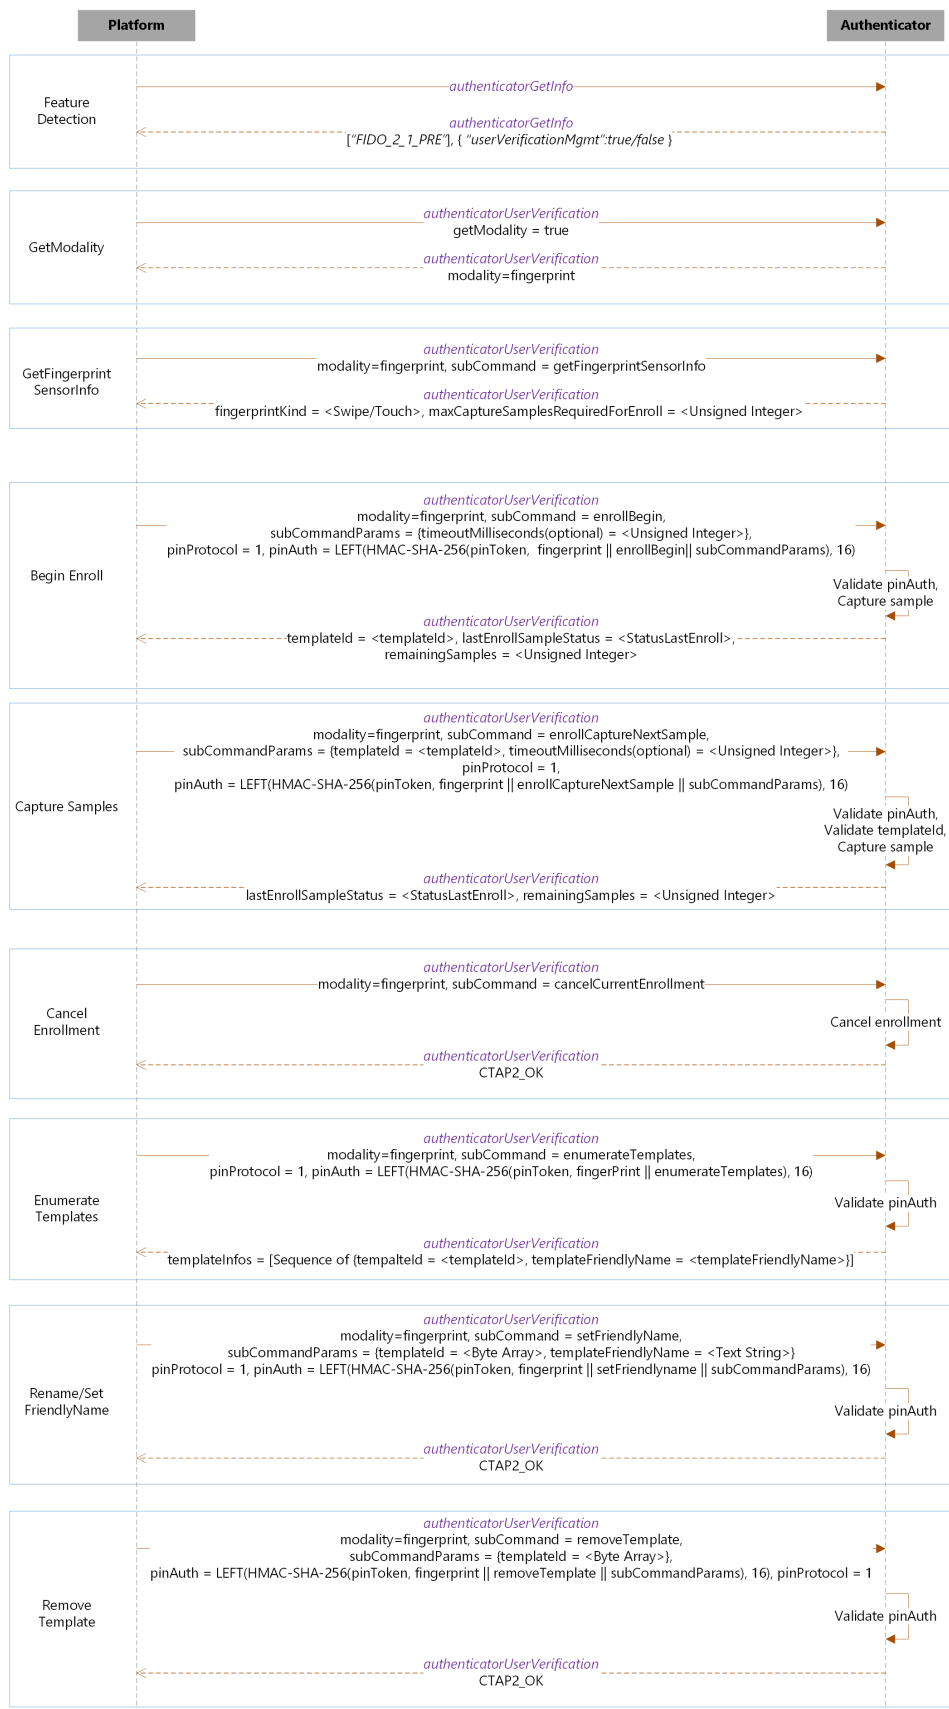 Platform
Authenticator
Feature
Detection
authenticatorGetInfo
authenticatorGetInfo
["FIDO_2_1_PRE"], { "userVerificationMgmt":true/false }
GetModality
authenticatorUserVerification
getModality = true
authenticatorUserVerification
modality=fingerprint
GetFingerprint
SensorInfo
authenticatorUserVerification
modality=fingerprint, subCommand = getFingerprintSensorInfo
authenticatorUserVerification
fingerprintKind = <Swipe/Touch>, maxCaptureSamplesRequiredForEnroll = <Unsigned Integer>
Begin Enroll
authenticatorUserVerification
modality=fingerprint, subCommand = enrollBegin,
subCommandParams = {timeoutMilliseconds(optional) = <Unsigned Integer>},
pinProtocol = 1, pinAuth = LEFT(HMAC-SHA-256(pinToken,  fingerprint || enrollBegin|| subCommandParams), 16)
Validate pinAuth,
Capture sample
authenticatorUserVerification
templateId = <templateId>, lastEnrollSampleStatus = <StatusLastEnroll>,
remainingSamples = <Unsigned Integer>
Capture Samples
authenticatorUserVerification
modality=fingerprint, subCommand = enrollCaptureNextSample,
subCommandParams = {templateId = <templateId>, timeoutMilliseconds(optional) = <Unsigned Integer>},
pinProtocol = 1,
pinAuth = LEFT(HMAC-SHA-256(pinToken, fingerprint || enrollCaptureNextSample || subCommandParams), 16)
Validate pinAuth,
Validate templateId,
Capture sample
authenticatorUserVerification
lastEnrollSampleStatus = <StatusLastEnroll>, remainingSamples = <Unsigned Integer>
Cancel
Enrollment
authenticatorUserVerification
modality=fingerprint, subCommand = cancelCurrentEnrollment
Cancel enrollment
authenticatorUserVerification
CTAP2_OK
Enumerate
Templates
authenticatorUserVerification
modality=fingerprint, subCommand = enumerateTemplates,
pinProtocol = 1, pinAuth = LEFT(HMAC-SHA-256(pinToken, fingerPrint || enumerateTemplates), 16)
Validate pinAuth
authenticatorUserVerification
templateInfos = [Sequence of {tempalteId = <templateId>, templateFriendlyName = <templateFriendlyName>}]
Rename/Set
FriendlyName
authenticatorUserVerification
modality=fingerprint, subCommand = setFriendlyName,
subCommandParams = {templateId = <Byte Array>, templateFriendlyName = <Text String>}
pinProtocol = 1, pinAuth = LEFT(HMAC-SHA-256(pinToken, fingerprint || setFriendlyname || subCommandParams), 16)
Validate pinAuth
authenticatorUserVerification
CTAP2_OK
Remove
Template
authenticatorUserVerification
modality=fingerprint, subCommand = removeTemplate,
subCommandParams = {templateId = <Byte Array>},
pinAuth = LEFT(HMAC-SHA-256(pinToken, fingerprint || removeTemplate || subCommandParams), 16), pinProtocol = 1
Validate pinAuth
authenticatorUserVerification
CTAP2_OK